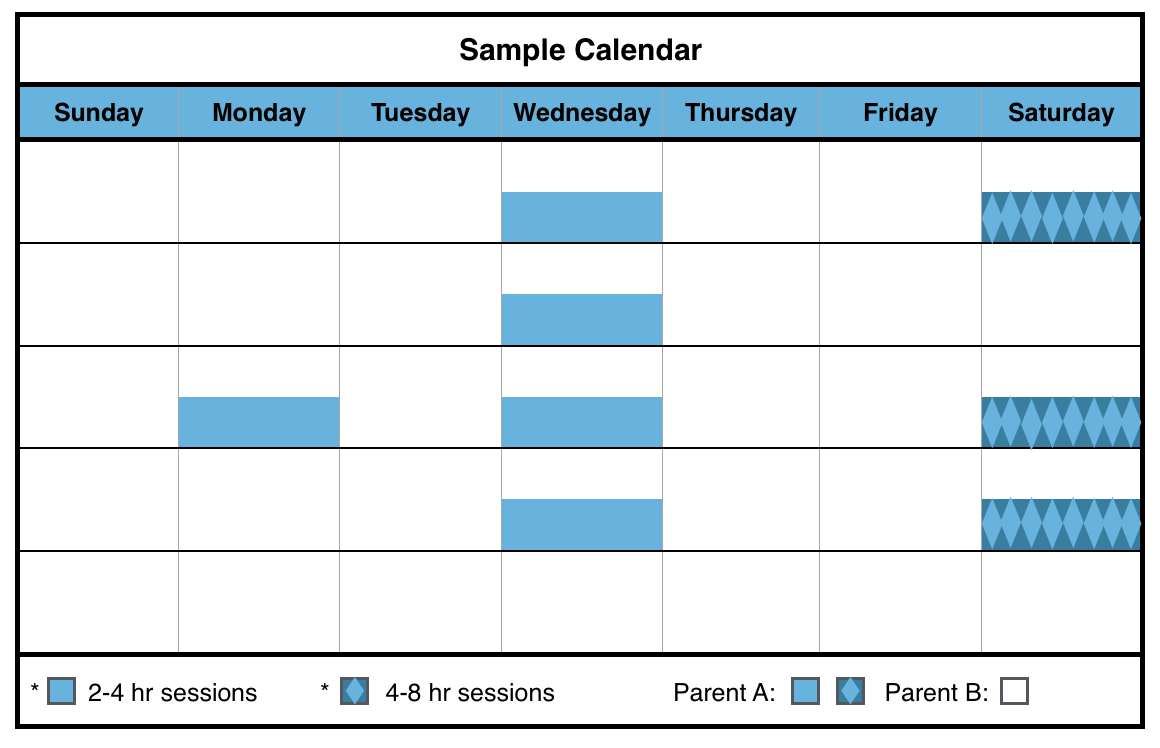 Sample Calendar
Sunday Monday Tuesday Wednesday Thursday Friday Saturday
* 2-4 hr sessions * 4-8 hr sessions Parent A: Parent B: